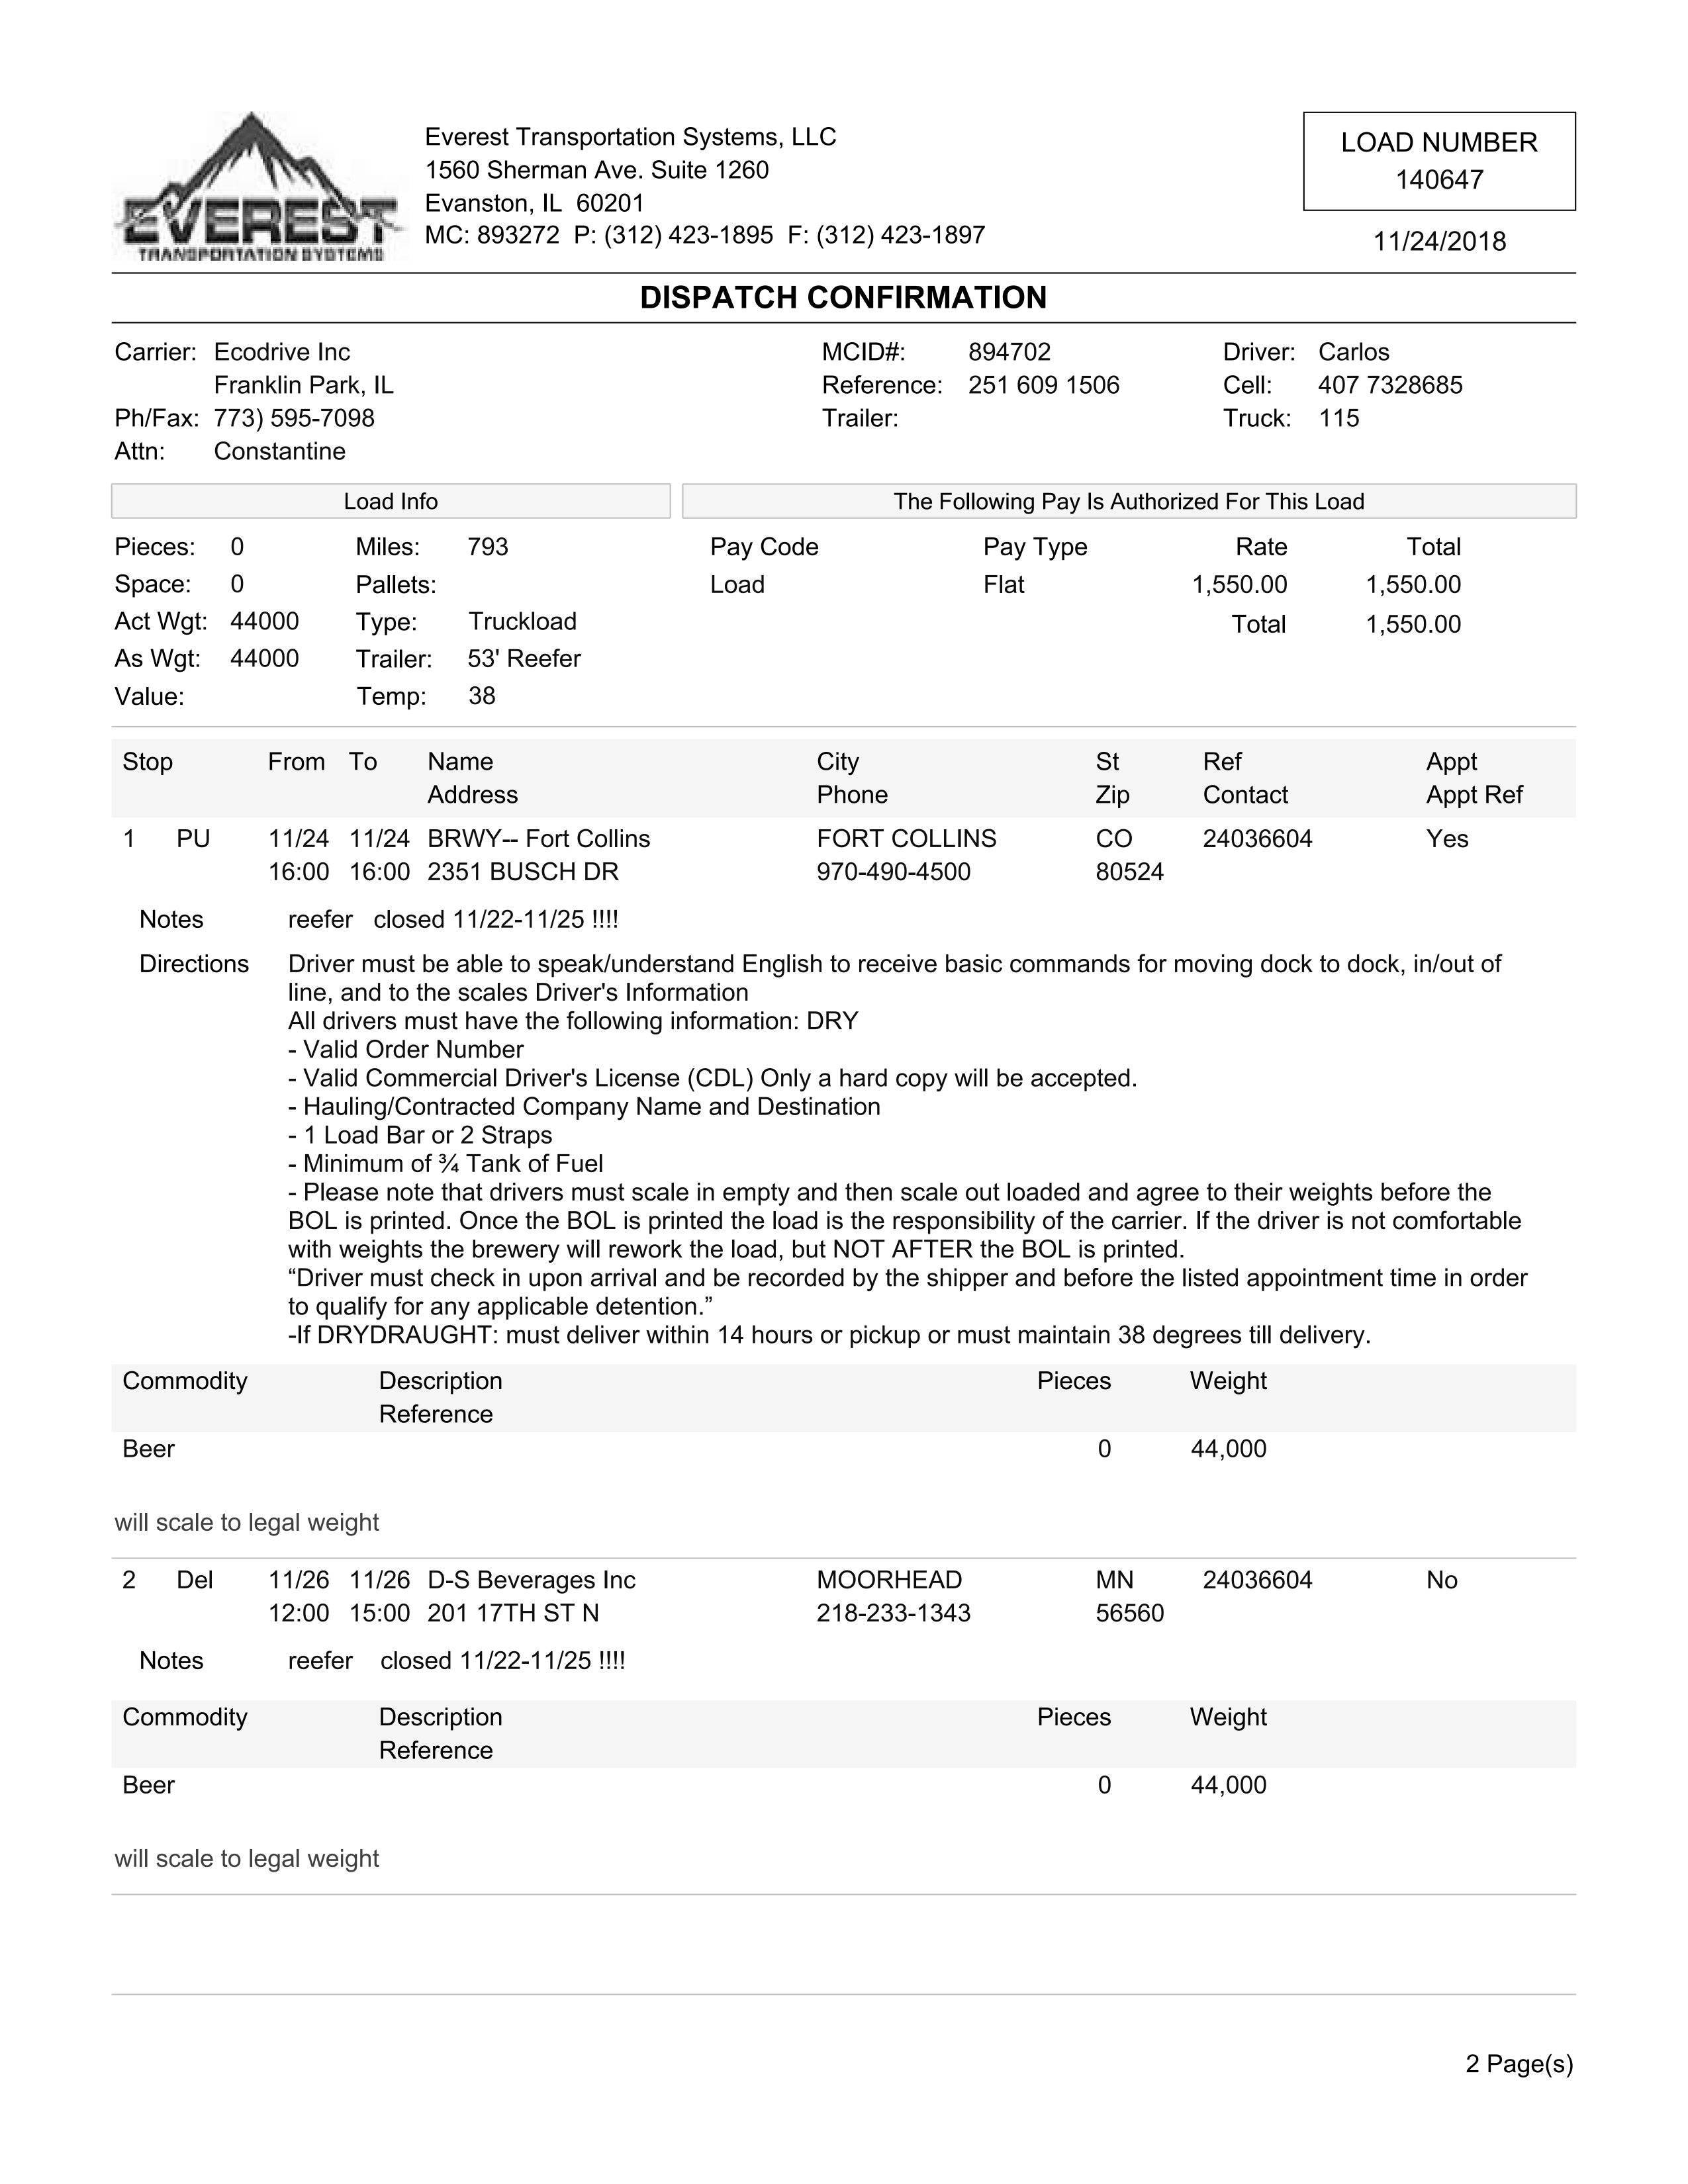 EVEREST
TRANSPORTATION SYSTEMS
Everest Transportation Systems, LLC
1560 Sherman Ave. Suite 1260
Evanston, IL 60201
MC: 893272 P: (312) 423-1895 F: (312) 423-1897
LOAD NUMBER
140647
11/24/2018
DISPATCH CONFIRMATION
Carrier: Ecodrive Inc MCID#: 894702 Driver: Carlos
Franklin Park, IL Reference: 251 609 1506 Cell: 407 7328685
Ph/Fax: 773) 595-7098 Trailer: Truck: 115
Attn: Constantine
Load Info The Following Pay Is Authorized For This Load
Pieces: 0 Miles: 793 Pay Code Pay Type Rate Total
Space: 0 Pallets: Load Flat 1,550.00 1,550.00
Act Wgt: 44000 Type: Truckload Total 1,550.00
As Wgt: 44000 Trailer: 53' Reefer
Value: Temp: 38
Stop From To Name City St Ref Appt
Address Phone Zip Contact Appt Ref
1 PU 11/24 11/24 BRWY-- Fort Collins FORT COLLINS CO 24036604 Yes
16:00 16:00 2351 BUSCH DR 970-490-4500 80524
Notes reefer closed 11/22-11/25 !!!!
Directions Driver must be able to speak/understand English to receive basic commands for moving dock to dock, in/out of
line, and to the scales Driver's Information
All drivers must have the following information: DRY
- Valid Order Number
- Valid Commercial Driver's License (CDL) Only a hard copy will be accepted.
- Hauling/Contracted Company Name and Destination
- 1 Load Bar or 2 Straps
- Minimum of ¾ Tank of Fuel
- Please note that drivers must scale in empty and then scale out loaded and agree to their weights before the
BOL is printed. Once the BOL is printed the load is the responsibility of the carrier. If the driver is not comfortable
with weights the brewery will rework the load, but NOT AFTER the BOL is printed.
“Driver must check in upon arrival and be recorded by the shipper and before the listed appointment time in order
to qualify for any applicable detention.”
-If DRYDRAUGHT: must deliver within 14 hours or pickup or must maintain 38 degrees till delivery.
Commodity Description Pieces Weight
Reference
Beer 0 44,000
will scale to legal weight
2 Del 11/26 11/26 D-S Beverages Inc MOORHEAD MN 24036604 No
12:00 15:00 201 17TH ST N 218-233-1343 56560
Notes reefer closed 11/22-11/25 !!!!
Commodity Description Pieces Weight
Reference
Beer 0 44,000
will scale to legal weight
2 Page(s)